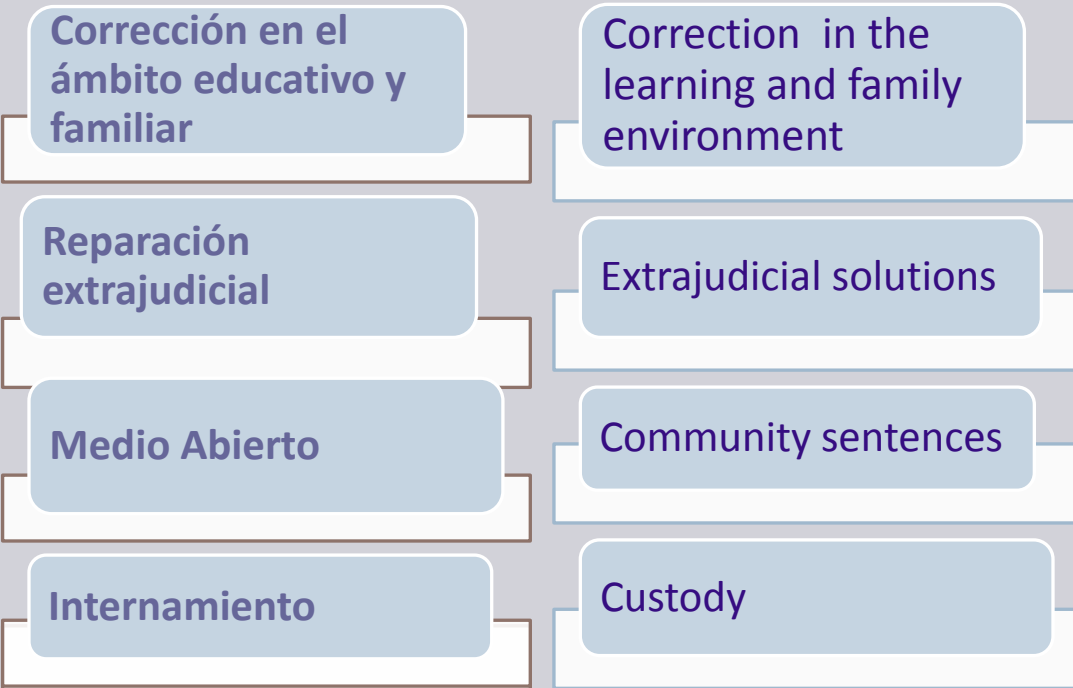 Corrección en el
ámbito educativo y
familiar
Correction in the
learning and family
environment
Reparación
extrajudicial
Extrajudicial solutions
Medio Abierto
Community sentences
Internamiento
Custody